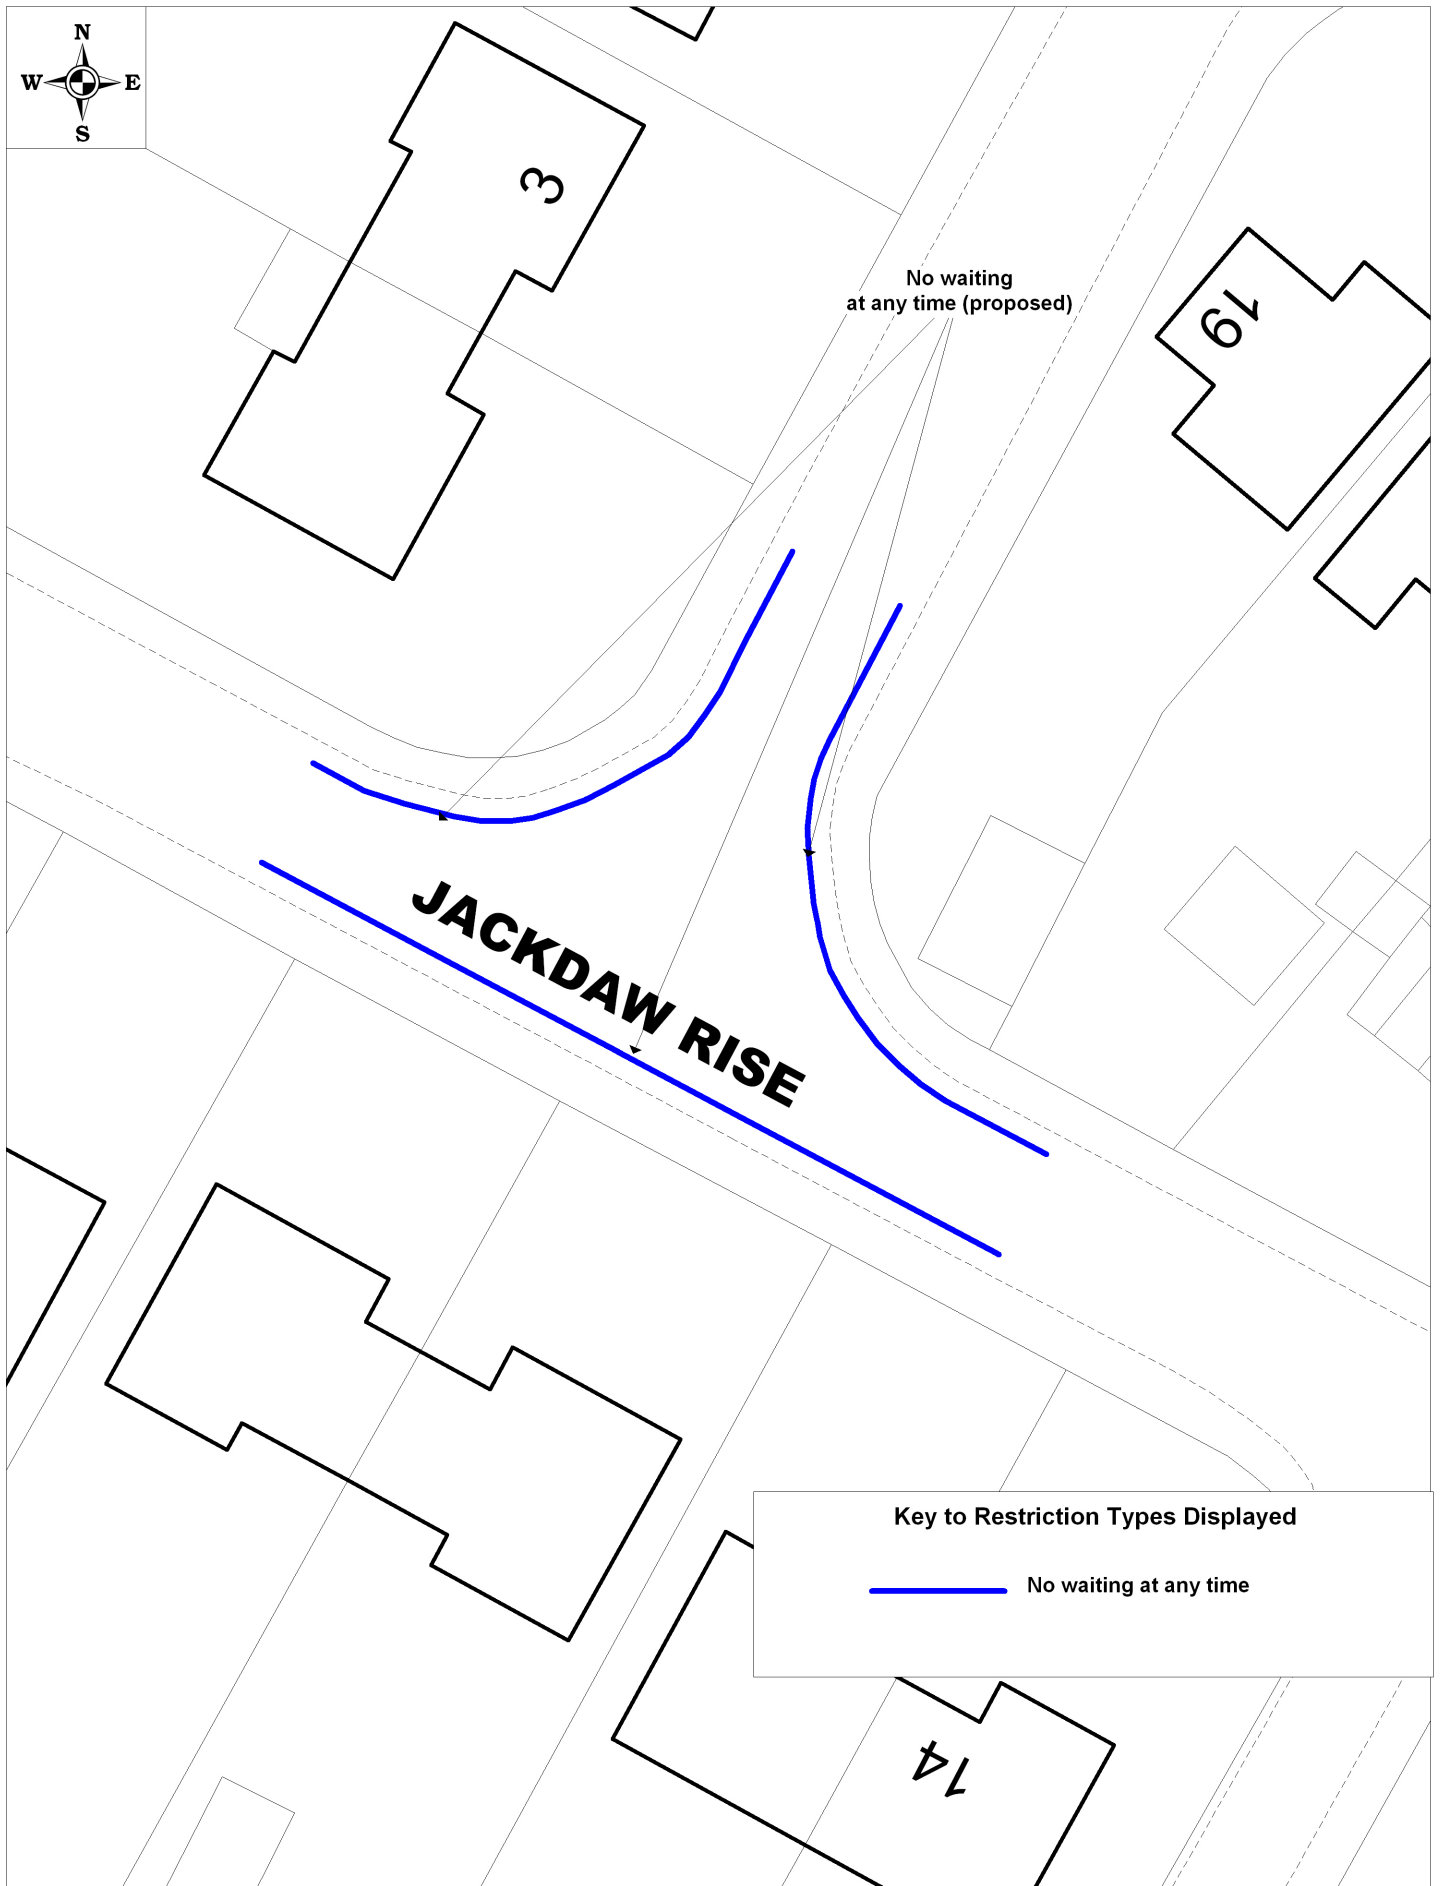 N
W E
S
3
No waiting
at any time (proposed)
19
JACKDAW RISE
Key to Restriction Types Displayed
No waiting at any time
14